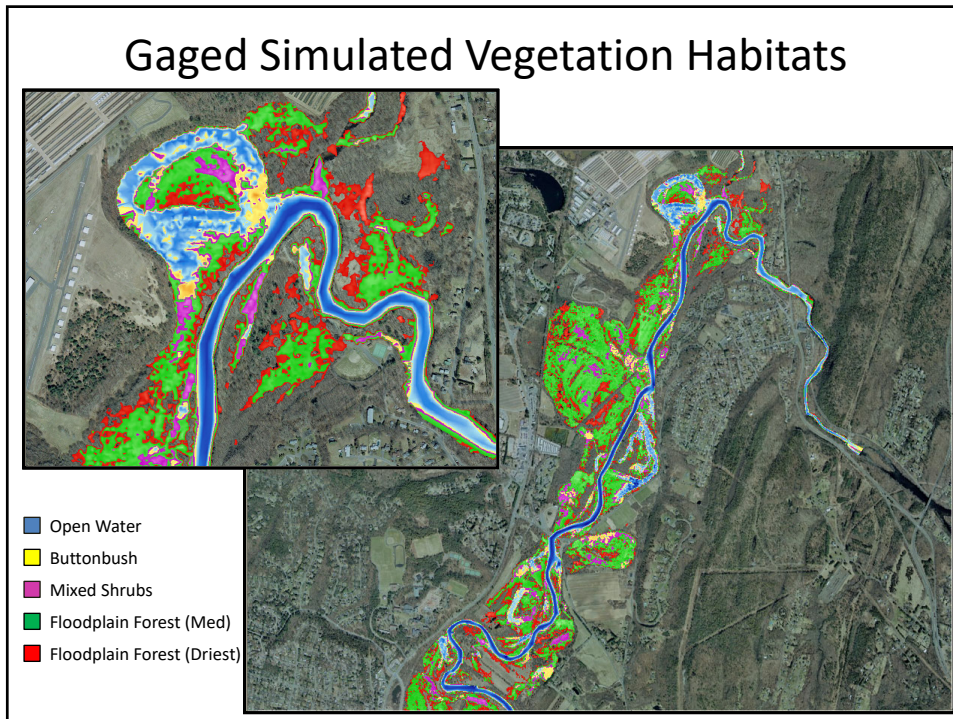 Gaged Simulated Vegetation Habitats
Open Water
Buttonbush
Mixed Shrubs
Floodplain Forest (Med)
Floodplain Forest (Driest)